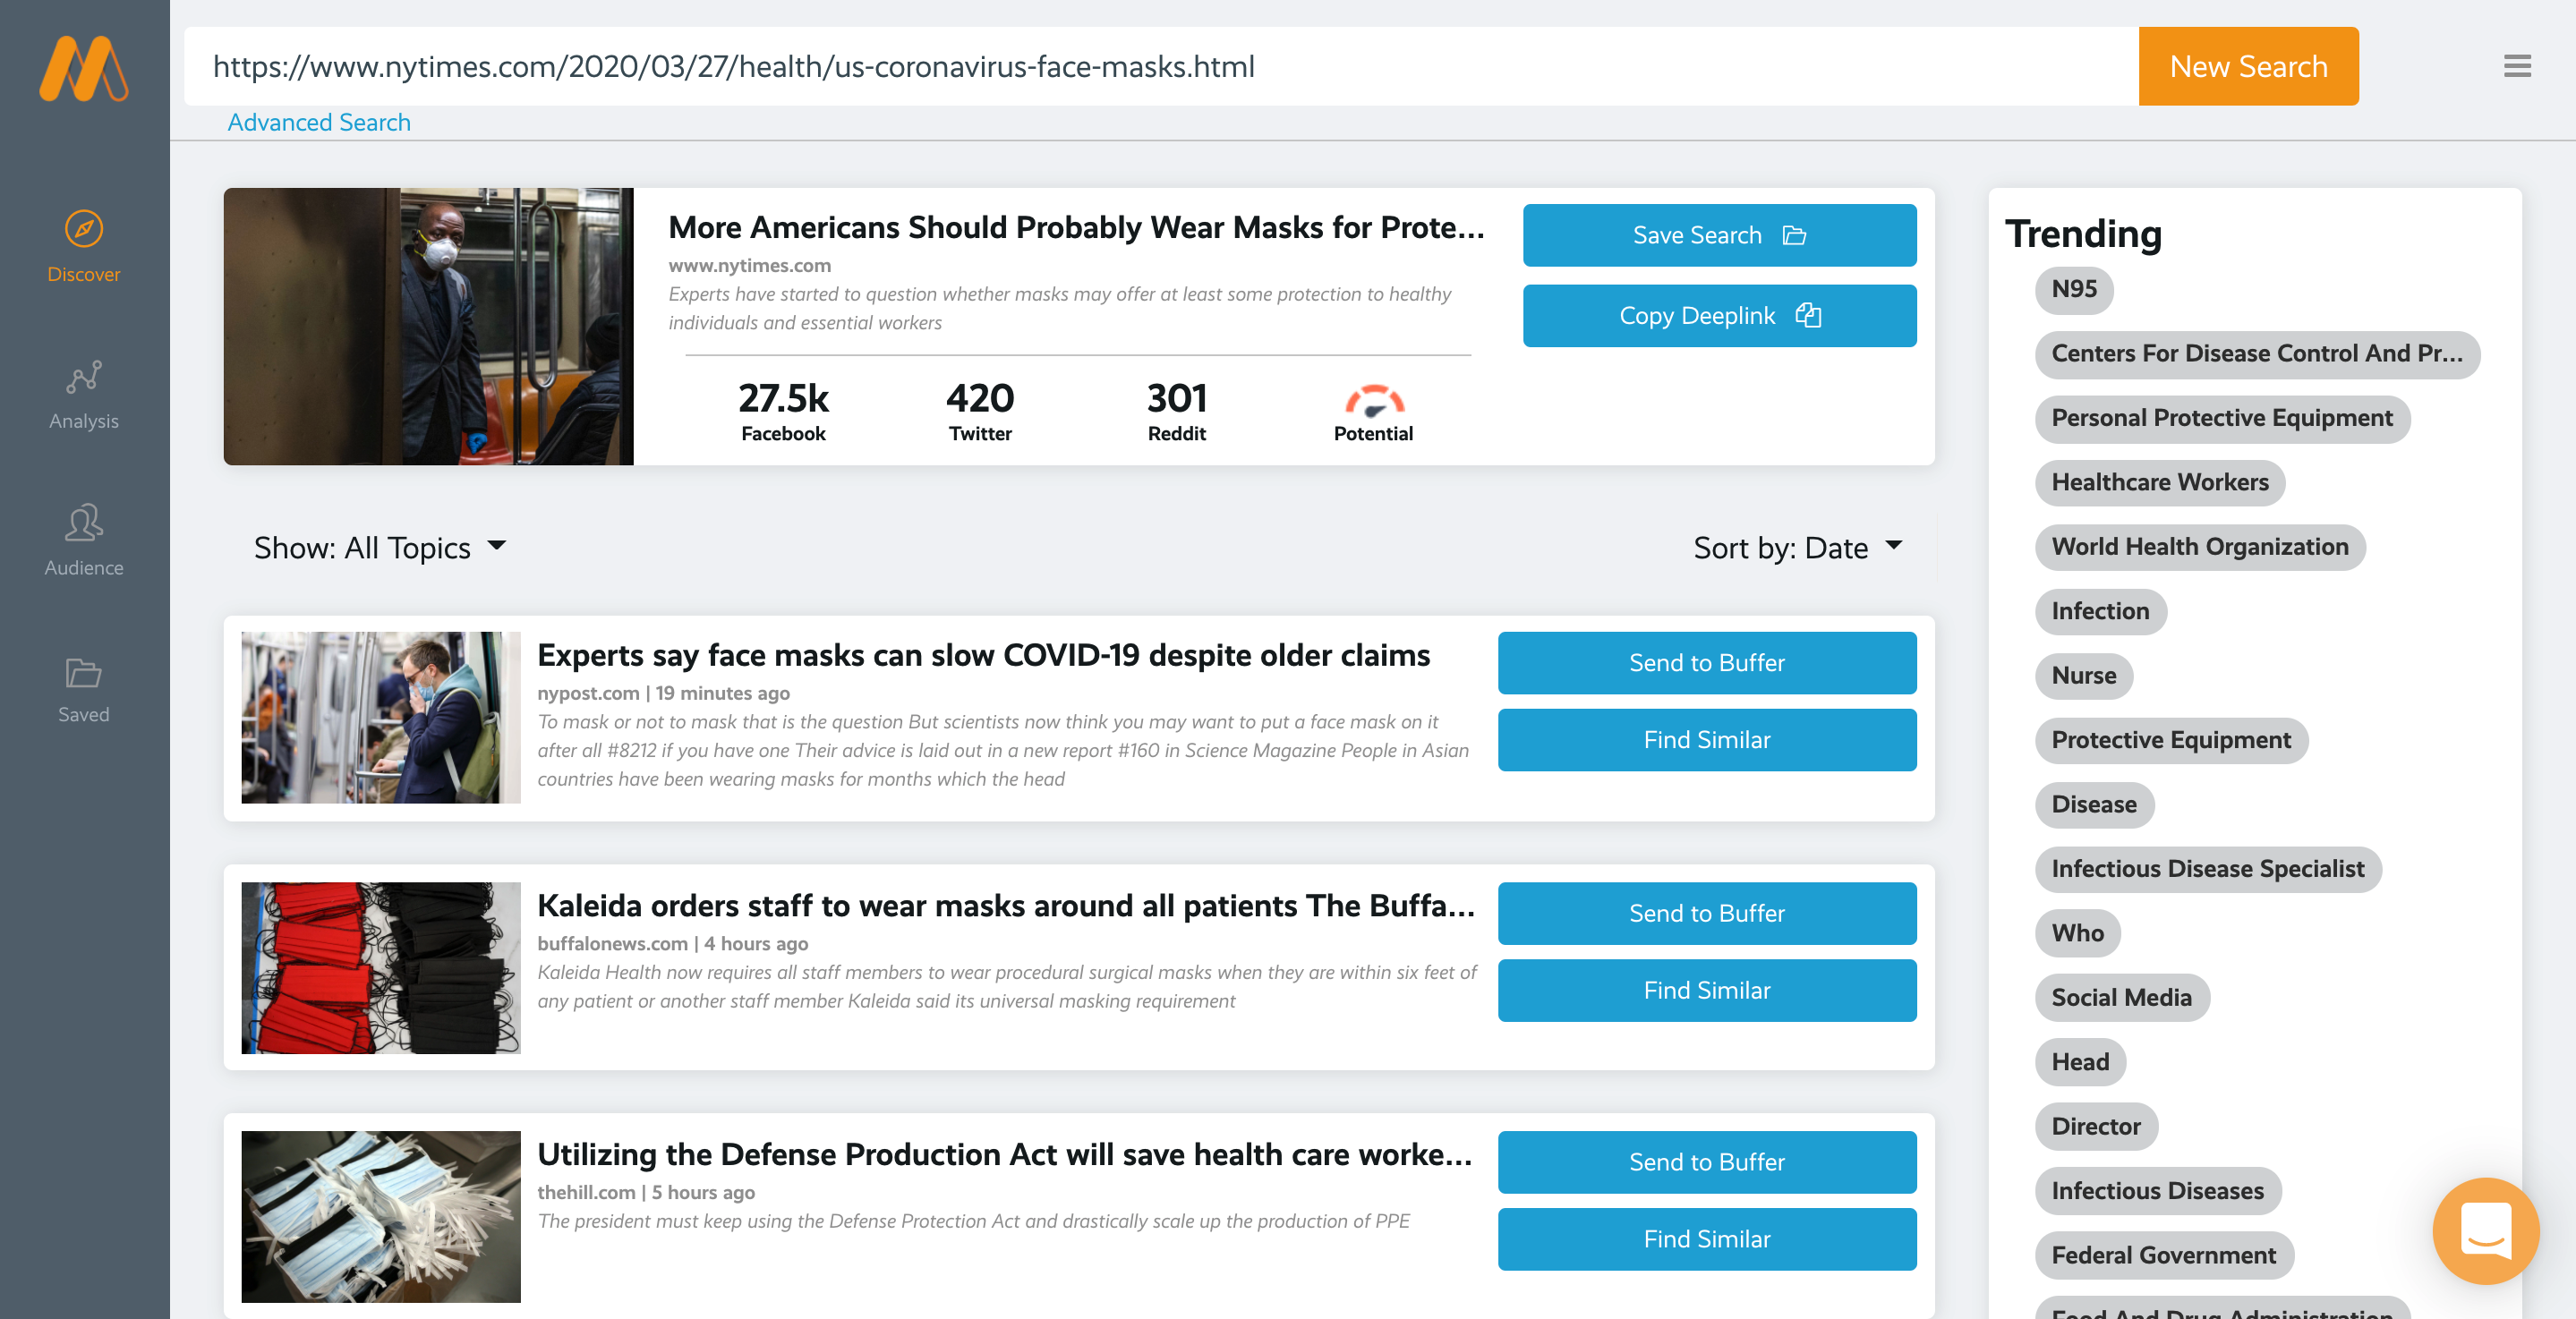 https://www.nytimes.com/2020/03/27/health/us-coronavirus-face-masks.html
New Search
Advanced Search
Discover
Analysis
Audience
Saved
More Americans Should Probably Wear Masks for Prote...
www.nytimes.com
Experts have started to question whether masks may offer at least some protection to healthy
individuals and essential workers
27.5k
Facebook
420
Twitter
301
Reddit
Potential
Save Search
Copy Deeplink
Show: All Topics
Sort by: Date
Experts say face masks can slow COVID-19 despite older claims
nypost.com | 19 minutes ago
To mask or not to mask that is the question But scientists now think you may want to put a face mask on it
after all #8212 if you have one Their advice is laid out in a new report #160 in Science Magazine People in Asian
countries have been wearing masks for months which the head
Send to Buffer
Find Similar
Kaleida orders staff to wear masks around all patients The Buffa...
buffalonews.com | 4 hours ago
Kaleida Health now requires all staff members to wear procedural surgical masks when they are within six feet of
any patient or another staff member Kaleida said its universal masking requirement
Send to Buffer
Find Similar
Utilizing the Defense Production Act will save health care worke...
thehill.com | 5 hours ago
The president must keep using the Defense Protection Act and drastically scale up the production of PPE
Send to Buffer
Find Similar
Trending
N95
Centers For Disease Control And Pr...
Personal Protective Equipment
Healthcare Workers
World Health Organization
Infection
Nurse
Protective Equipment
Disease
Infectious Disease Specialist
Who
Social Media
Head
Director
Infectious Diseases
Federal Government
Food And Drug Administration